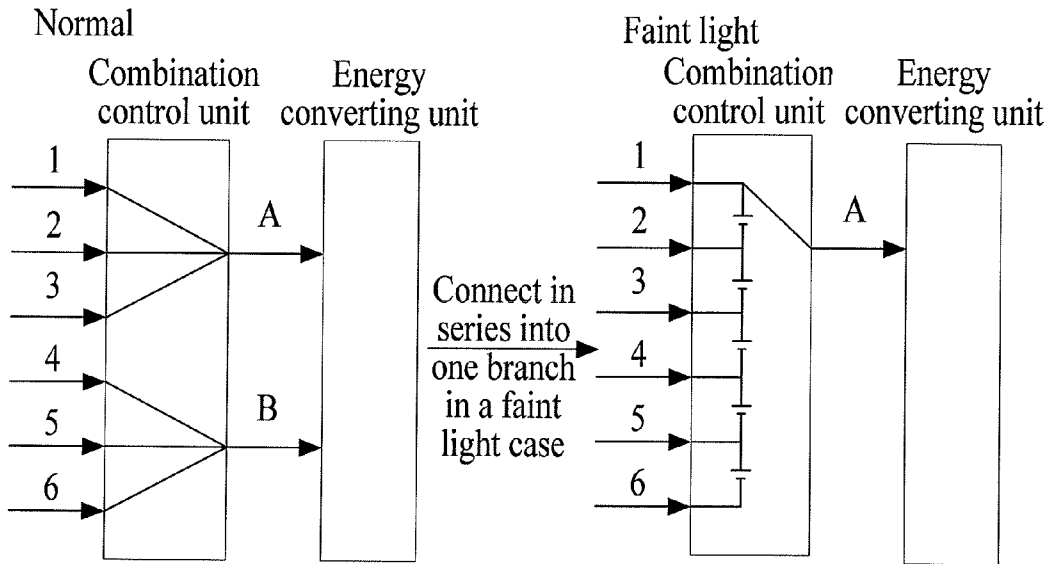 Normal
Combination
control unit
Energy
converting unit
1
2
3
4
5
6
A
B
Connect in
series into
one branch
in a faint
light case
Faint light
Combination
control unit
Energy
converting unit
1
2
3
4
5
6
A